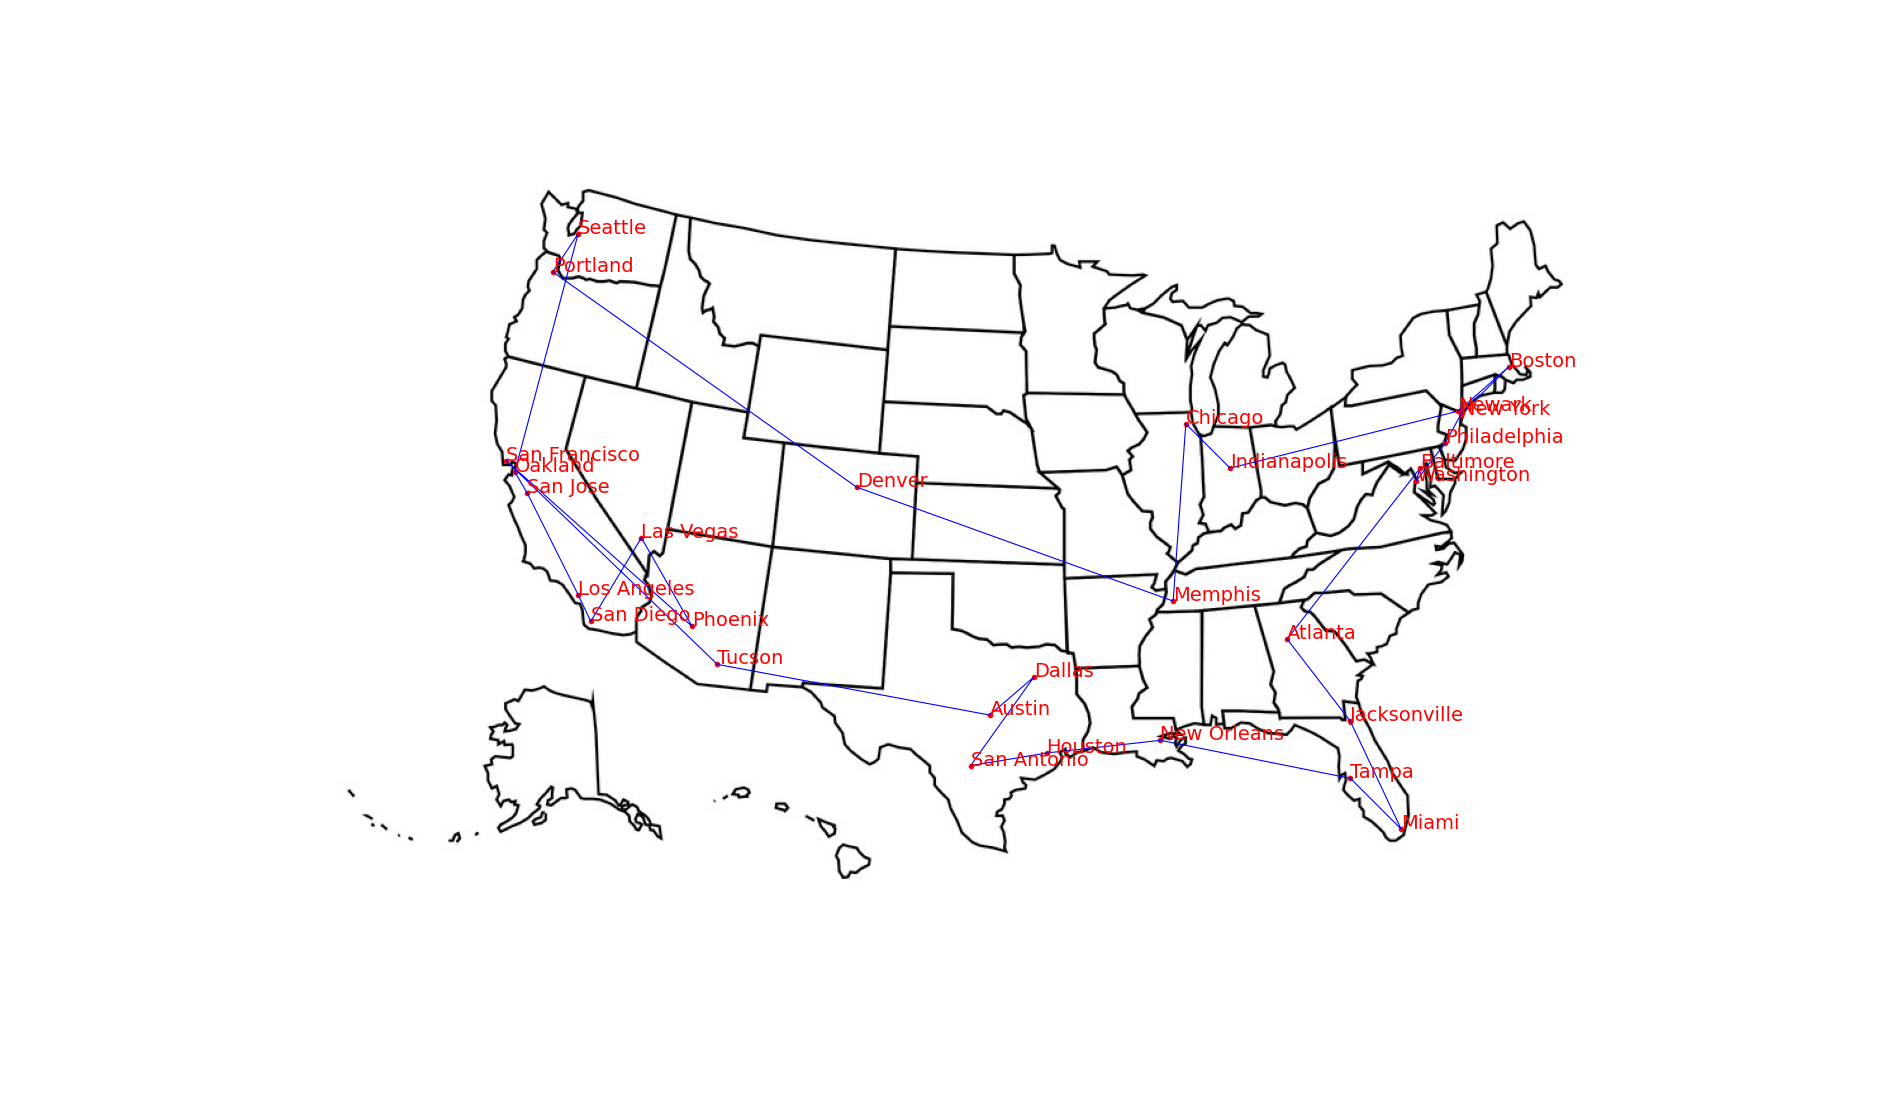 Seattle
Portland
Boston
Newark
New York
Chicago
Philadelphia
San Francisco
Oakland
Indianapolis
Baltimore
Washington
San Jose
Denver
Las Vegas
Los Angeles
Memphis
San Diego
Phoenix
Atlanta
Tucson
Dallas
Austin
Jacksonville
New Orleans
Houston
San Antonio
Tampa
Miami